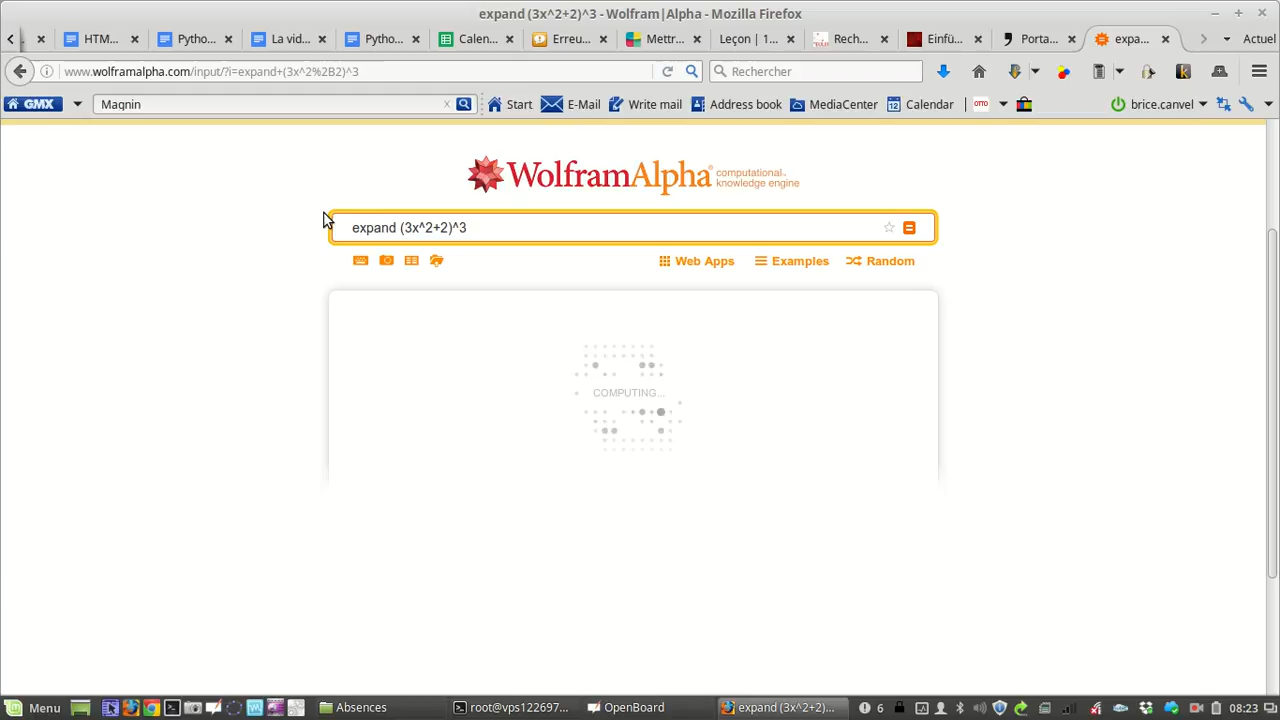 expand (3x^2+2)^3 - Wolfram|Alpha - Mozilla Firefox
HTM... Pytho... La vid... Pytho... Calen... Erreu... Mettr... Leçon | 1... Rech... Einfü... Porta... expa... Actuel
www.wolframalpha.com/input/?i=expand+(3x^2%2B2)^3 Rechercher
GMX Magnin Start E-Mail Write mail Address book MediaCenter Calendar OTTO brice.canvel
WolframAlpha computational knowledge engine
expand (3x^2+2)^3
Web Apps Examples Random
COMPUTING...
Menu Absences root@vps122697... OpenBoard expand (3x^2+2)... 6 08:23